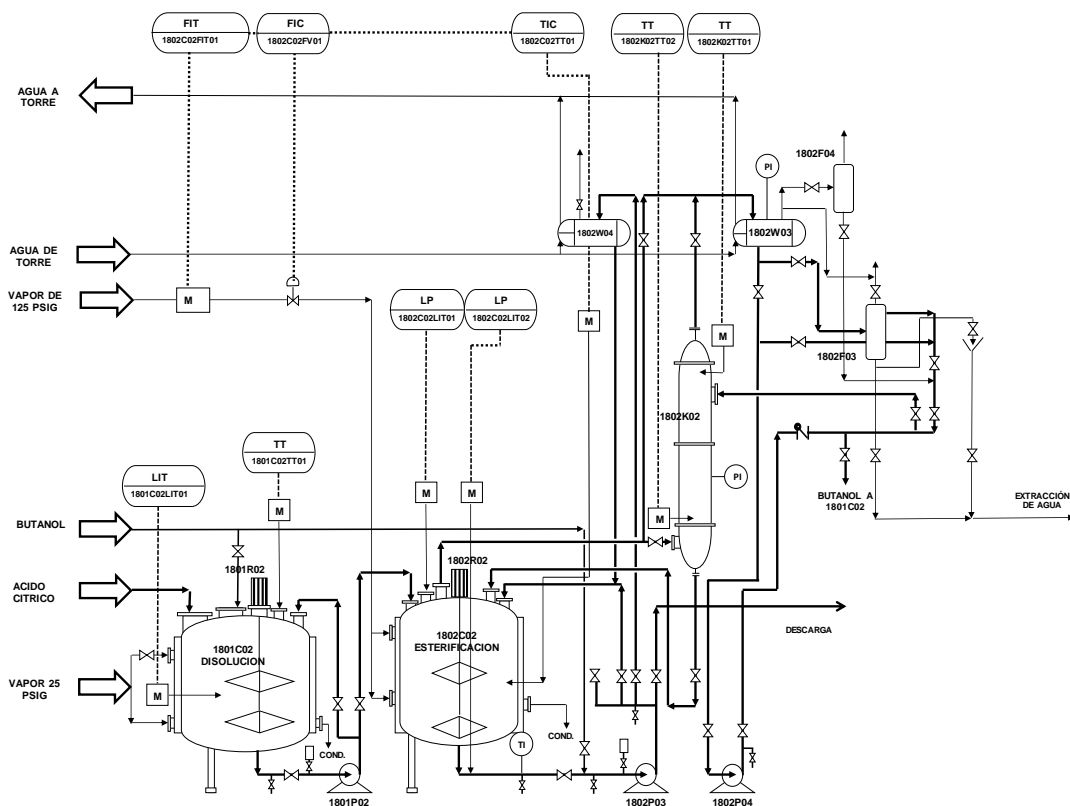 FIT
1802C02FIT01
FIC
1802C02FV01
TIC
1802C02TT01
TT
1802K02TT02
TT
1802K02TT01
AGUA A
TORRE
1802F04
PI
1802W04
1802W03
AGUA DE
TORRE
VAPOR DE
125 PSIG
M
LP
1802C02LIT01
LP
1802C02LIT02
M
M
1802F03
1802K02
TT
1801C02TT01
LIT
1801C02LIT01
M
M
M
M
PI
BUTANOL A
1801C02
EXTRACCIÓN
DE AGUA
BUTANOL
1801R02
1802R02
ACIDO
CITRICO
1801C02
DISOLUCION
1802C02
ESTERIFICACION
DESCARGA
VAPOR 25
PSIG
M
COND.
COND.
TI
1801P02
1802P03
1802P04